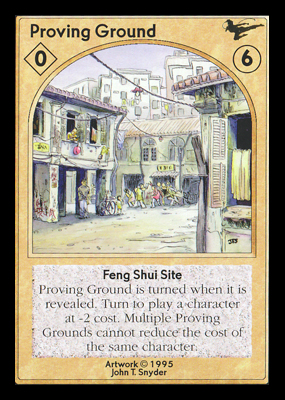 Proving Ground
0
6
Feng Shui Site
Proving Ground is turned when it is
revealed. Turn to play a character
at -2 cost. Multiple Proving
Grounds cannot reduce the cost of
the same character.
Artwork © 1995
John T. Snyder